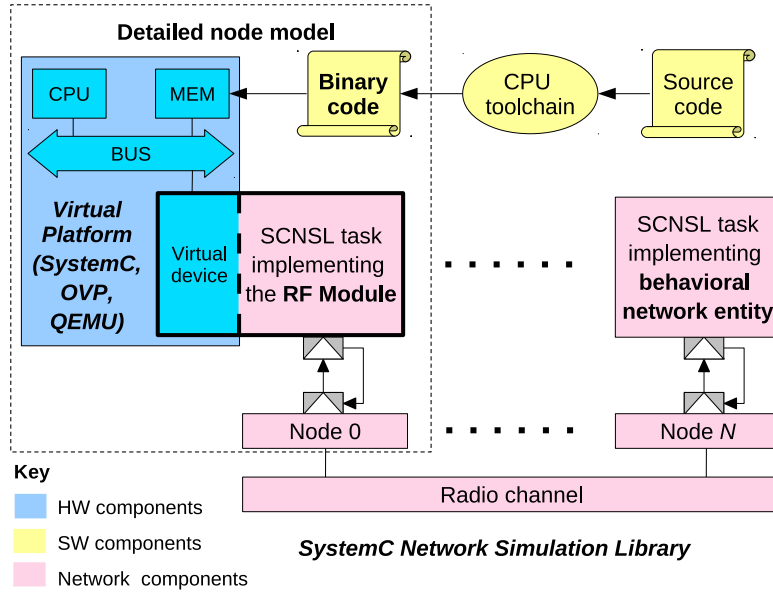 Detailed node model
CPU
MEM
Binary
code
CPU
toolchain
Source
code
BUS
Virtual
Platform
(SystemC,
OVP,
QEMU)
Virtual
device
SCNSL task
implementing
the RF Module
SCNSL task
implementing
behavioral
network entity
Node 0
Node N
Radio channel
Key
HW components
SW components
Network components
SystemC Network Simulation Library